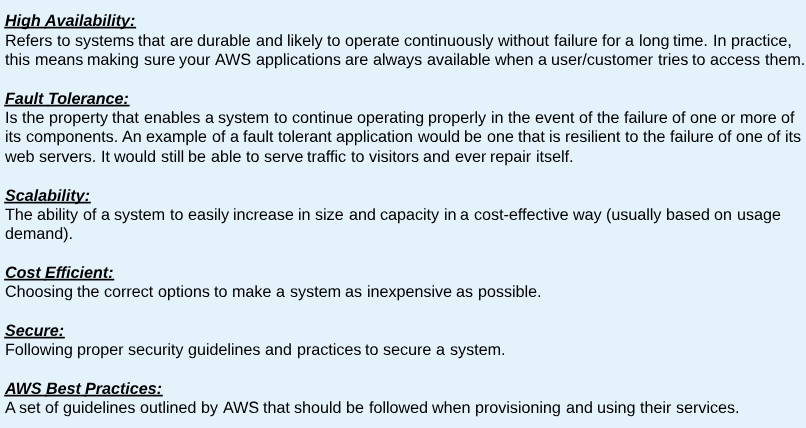 High Availability:
Refers to systems that are durable and likely to operate continuously without failure for a long time. In practice,
this means making sure your AWS applications are always available when a user/customer tries to access them.
Fault Tolerance:
Is the property that enables a system to continue operating properly in the event of the failure of one or more of
its components. An example of a fault tolerant application would be one that is resilient to the failure of one of its
web servers. It would still be able to serve traffic to visitors and ever repair itself.
Scalability:
The ability of a system to easily increase in size and capacity in a cost-effective way (usually based on usage
demand).
Cost Efficient:
Choosing the correct options to make a system as inexpensive as possible.
Secure:
Following proper security guidelines and practices to secure a system.
AWS Best Practices:
A set of guidelines outlined by AWS that should be followed when provisioning and using their services.